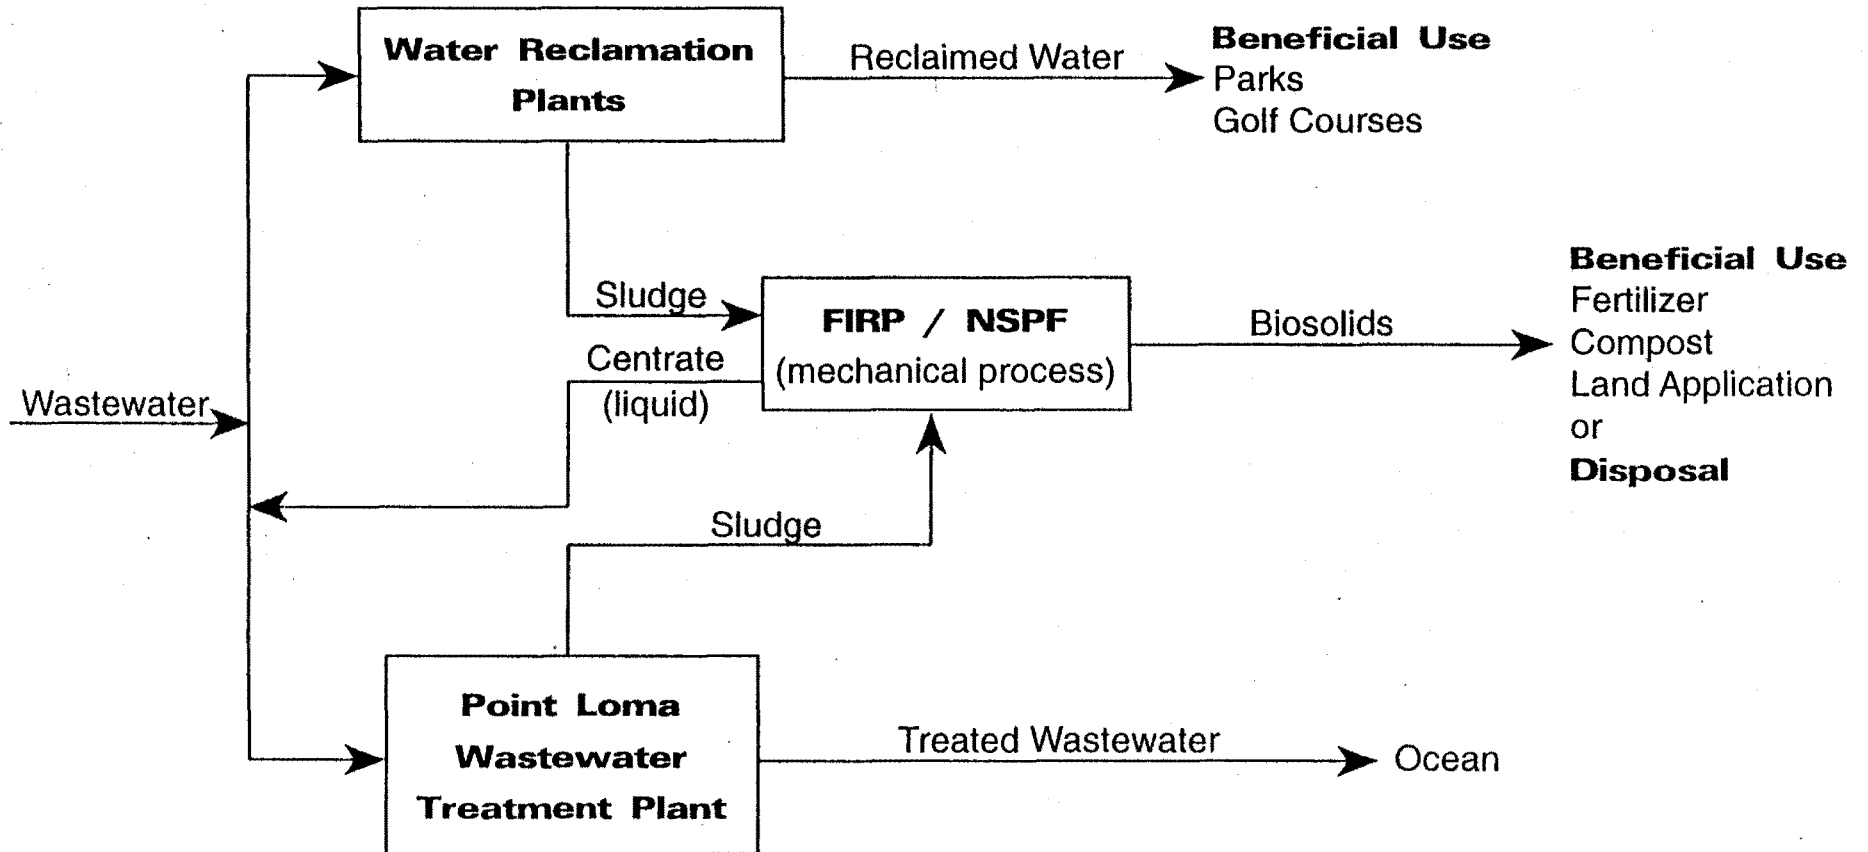 Water Reclamation
Plants
Reclaimed Water
Beneficial Use
Parks
Golf Courses
Sludge
FIRP / NSPF
(mechanical process)
Centrate
(liquid)
Biosolids
Beneficial Use
Fertilizer
Compost
Land Application
or
Disposal
Wastewater
Sludge
Point Loma
Wastewater
Treatment Plant
Treated Wastewater
Ocean